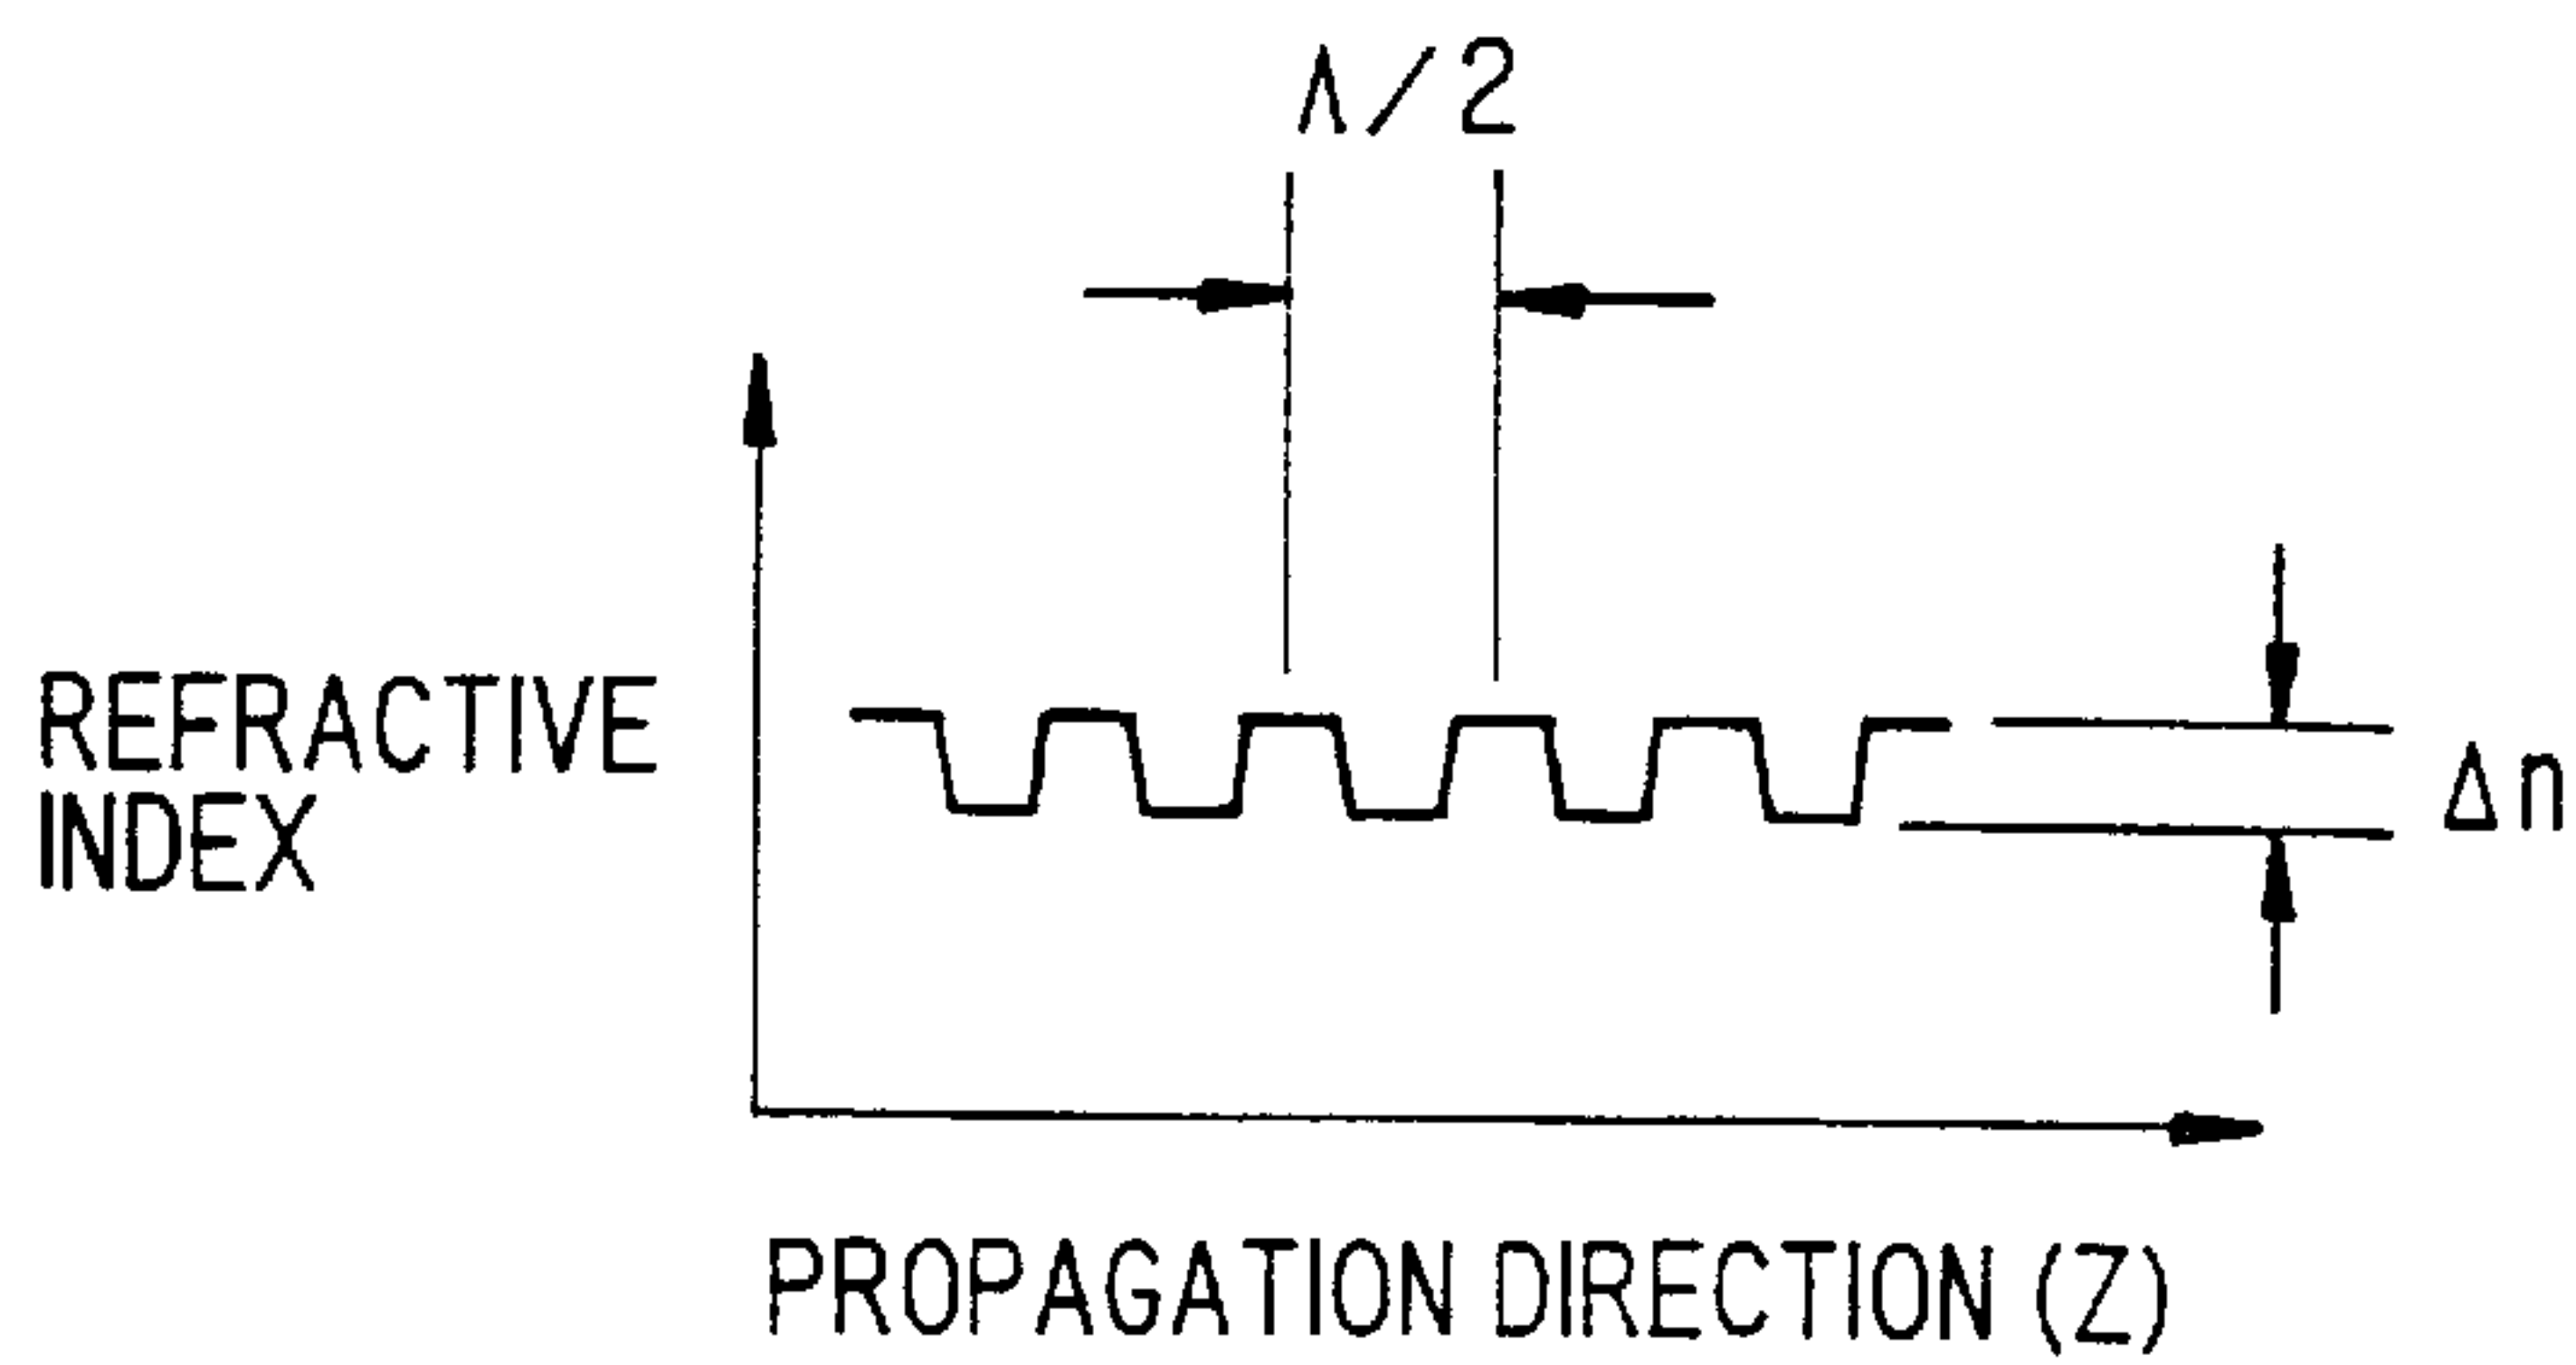 Λ/2
REFRACTIVE
INDEX
Δn
PROPAGATION DIRECTION (Z)